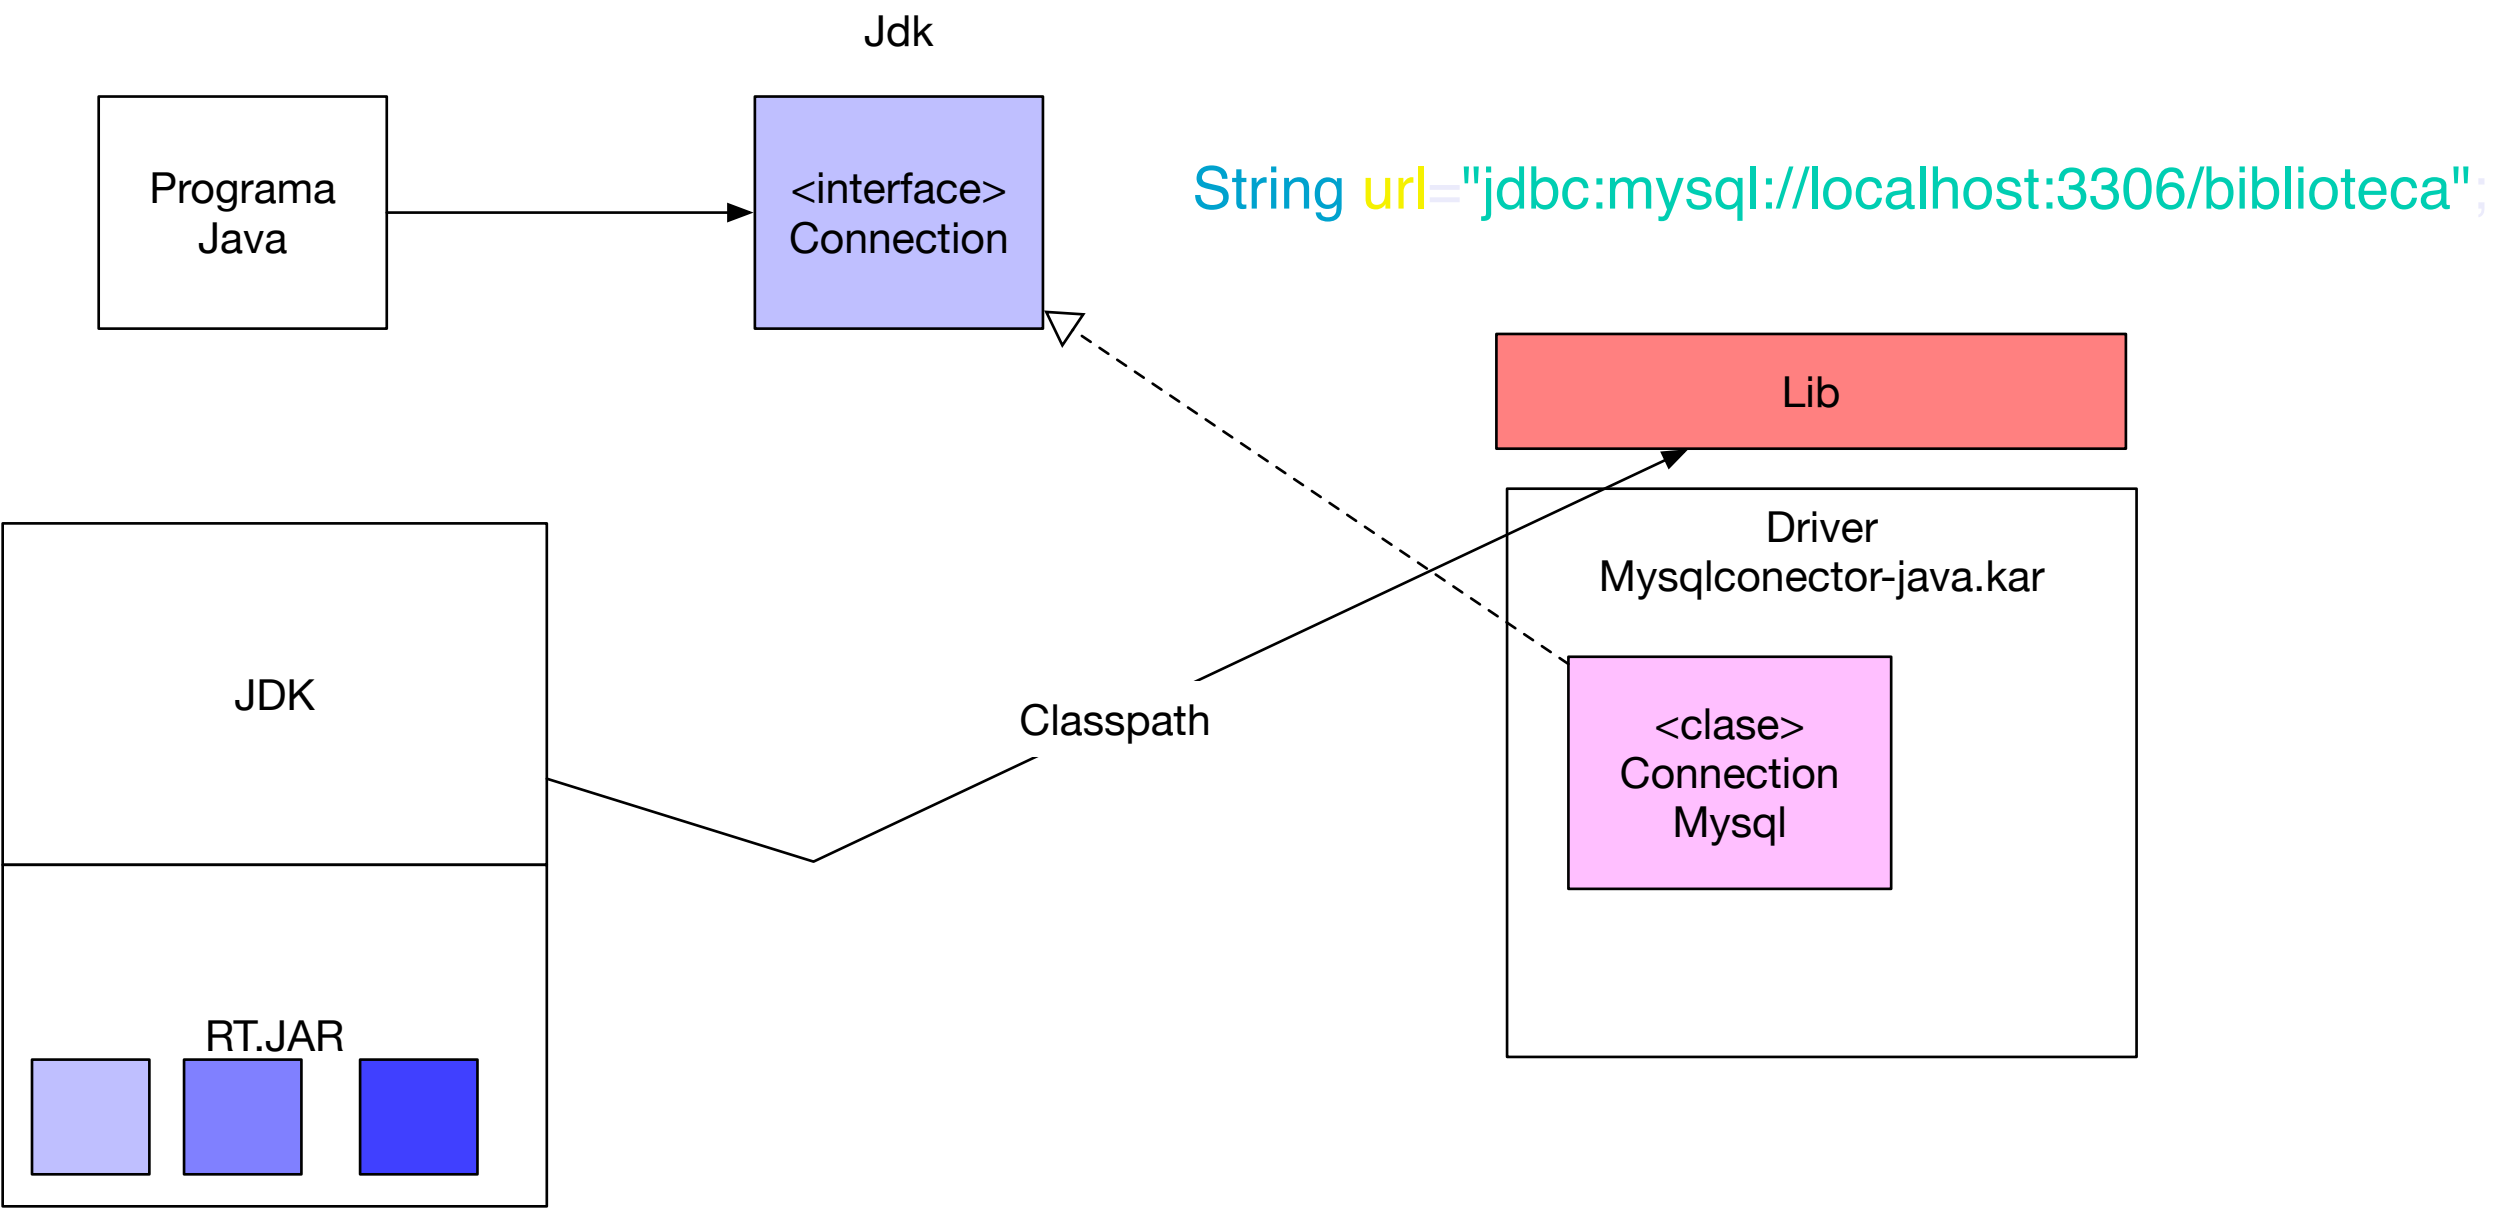 Jdk
Programa
Java
<interface>
Connection
String url="jdbc:mysql://localhost:3306/biblioteca";
Lib
Driver
Mysqlconector-java.kar
JDK
Classpath
<clase>
Connection
Mysql
RT.JAR